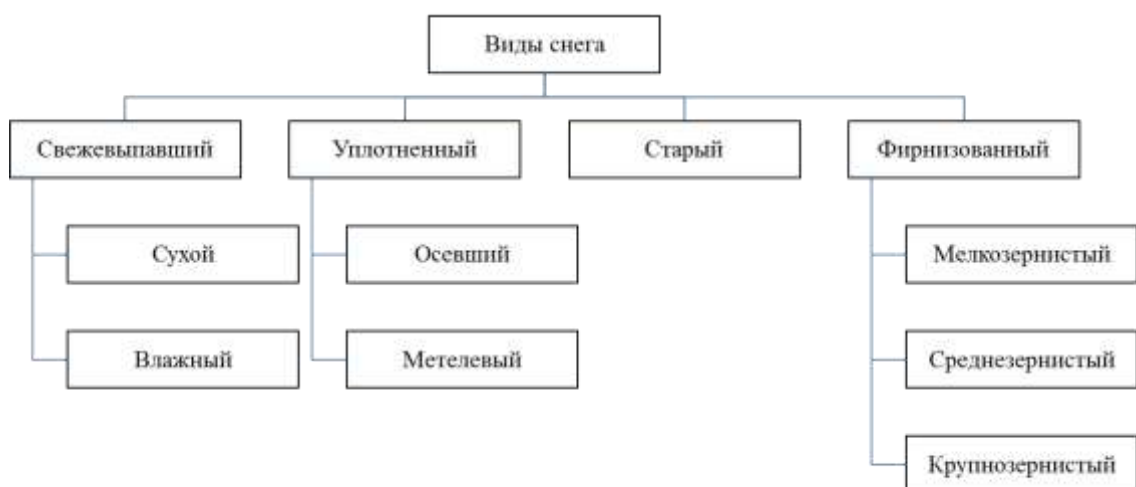 Виды снега
Свежевыпавший
Уплотненный
Старый
Фирнизованный
Сухой
Осевший
Мелкозернистый
Влажный
Метелевый
Среднезернистый
Крупнозернистый